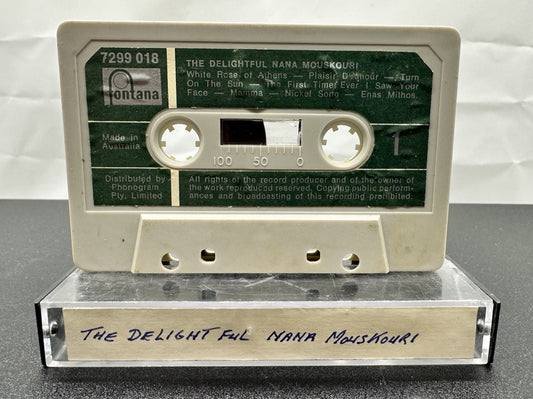 7299 018
fontana
THE DELIGHTFUL NANA MOUSKOURI
White Rose of Athens — Plaisir D'amour — Turn
On The Sun — The First Time Ever I Saw Your
Face — Mamma — Nickel Song — Enas Mithos.
Made in
Australia
100 50 0
1
Distributed by
Phonogram
Pty. Limited
All rights of the record producer and of the owner of
the work reproduced reserved. Copying public perform-
ances and broadcasting of this recording prohibited.
THE DELIGHTFUL NANA MOUSKOURI